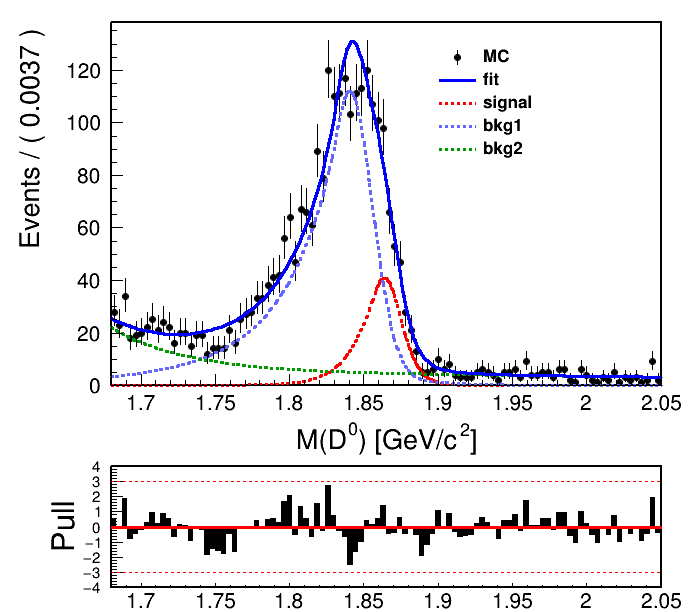 Events / ( 0.0037 )
120
100
80
60
40
20
0
MC
fit
signal
bkg1
bkg2
1.7 1.75 1.8 1.85 1.9 1.95 2 2.05
M(D⁰) [GeV/c²]
Pull
4
3
2
1
0
−1
−2
−3
−4
1.7 1.75 1.8 1.85 1.9 1.95 2 2.05